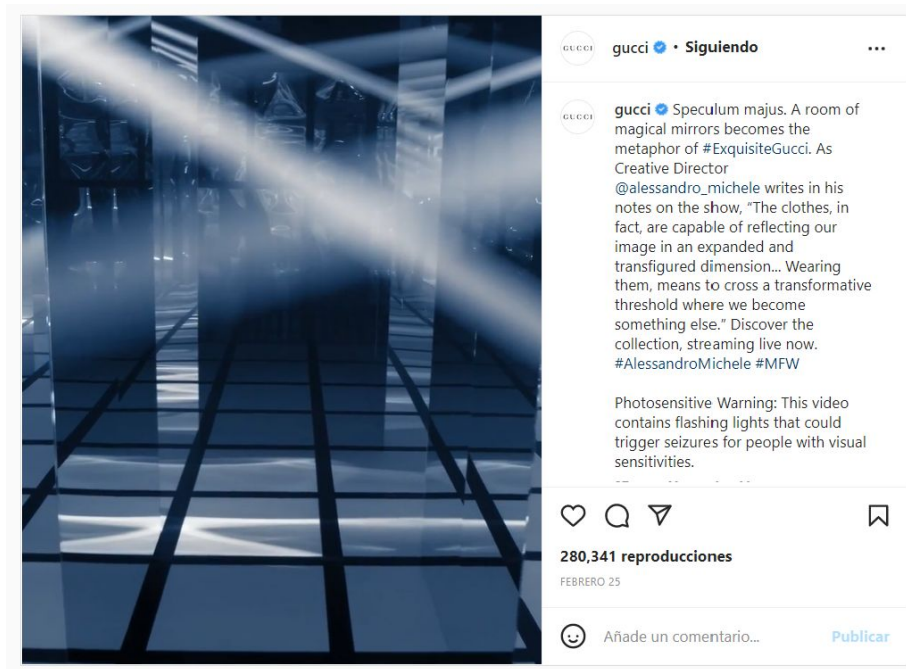 GUCCI
gucci • Siguiendo
GUCCI
gucci Speculum majus. A room of
magical mirrors becomes the
metaphor of #ExquisiteGucci. As
Creative Director
@alessandro_michele writes in his
notes on the show, “The clothes, in
fact, are capable of reflecting our
image in an expanded and
transfigured dimension... Wearing
them, means to cross a transformative
threshold where we become
something else.” Discover the
collection, streaming live now.
#AlessandroMichele #MFW
Photosensitive Warning: This video
contains flashing lights that could
trigger seizures for people with visual
sensitivities.
280,341 reproducciones
FEBRERO 25
Añade un comentario...
Publicar